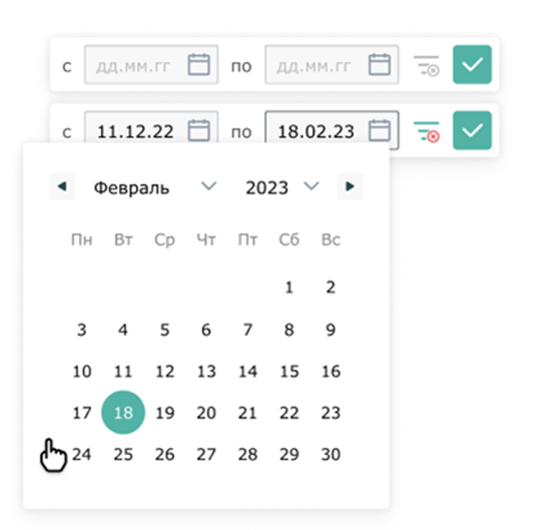 с дд.мм.гг по дд.мм.гг
с 11.12.22 по 18.02.23
Февраль 2023
Пн Вт Ср Чт Пт Сб Вс
1 2
3 4 5 6 7 8 9
10 11 12 13 14 15 16
17 18 19 20 21 22 23
24 25 26 27 28 29 30